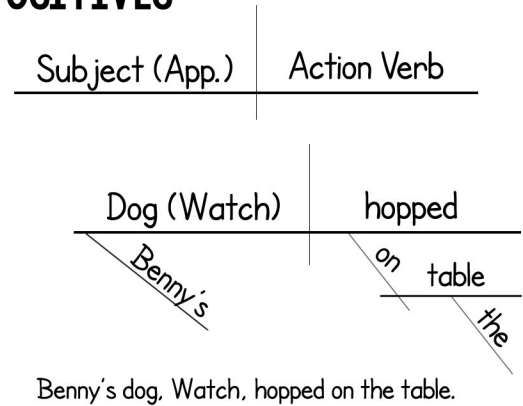 Subject (App.) Action Verb
Dog (Watch) hopped
Benny's on table
the
Benny's dog, Watch, hopped on the table.